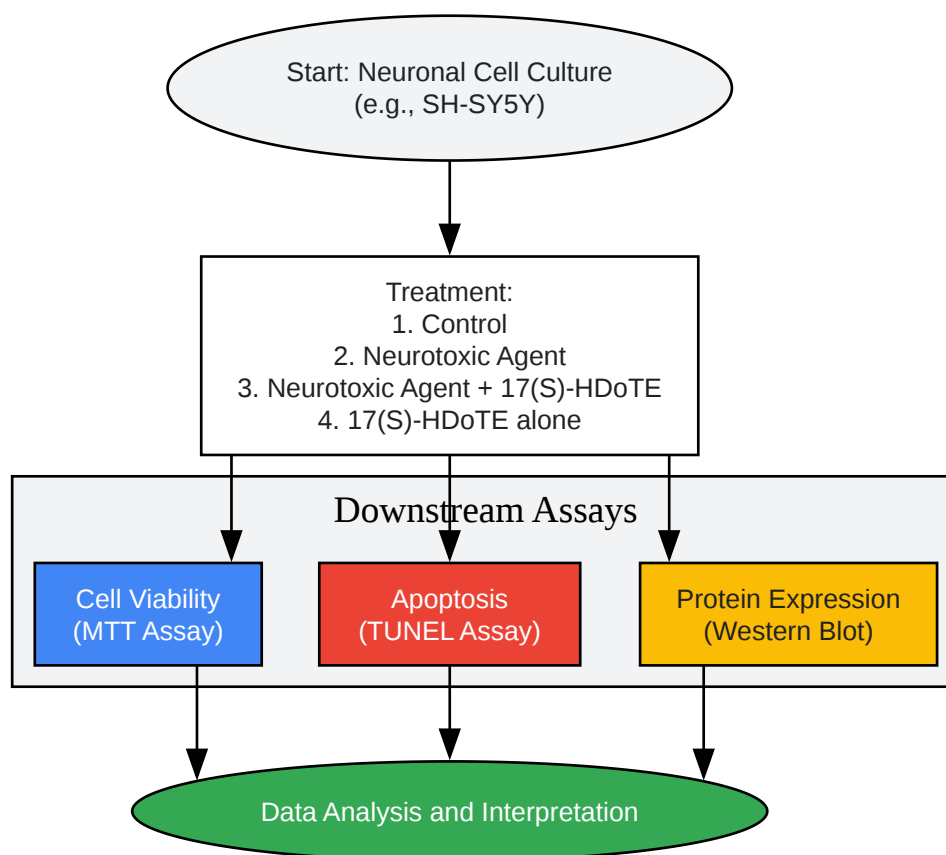 Start: Neuronal Cell Culture
(e.g., SH-SY5Y)
Treatment:
1. Control
2. Neurotoxic Agent
3. Neurotoxic Agent + 17(S)-HDoTE
4. 17(S)-HDoTE alone
Downstream Assays
Cell Viability
(MTT Assay)
Apoptosis
(TUNEL Assay)
Protein Expression
(Western Blot)
Data Analysis and Interpretation